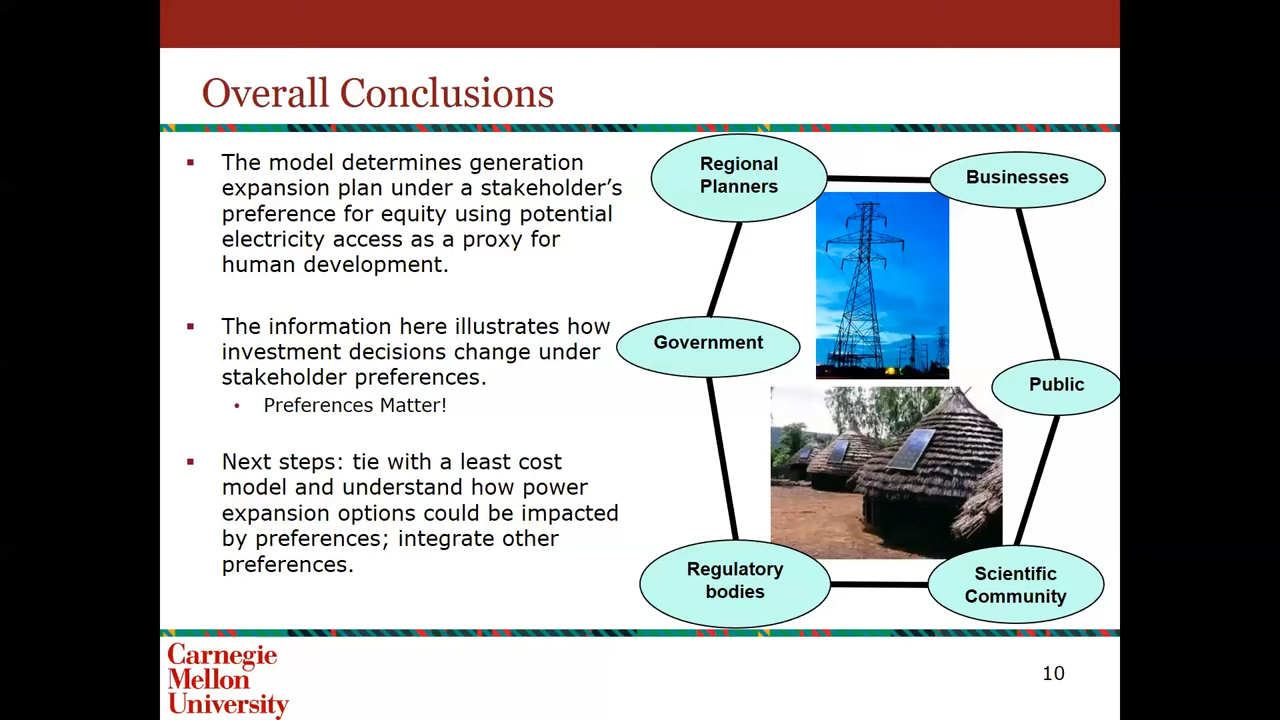 Overall Conclusions
▪ The model determines generation
expansion plan under a stakeholder’s
preference for equity using potential
electricity access as a proxy for
human development.
▪ The information here illustrates how
investment decisions change under
stakeholder preferences.
• Preferences Matter!
▪ Next steps: tie with a least cost
model and understand how power
expansion options could be impacted
by preferences; integrate other
preferences.
Regional
Planners
Businesses
Government
Public
Regulatory
bodies
Scientific
Community
Carnegie
Mellon
University
10